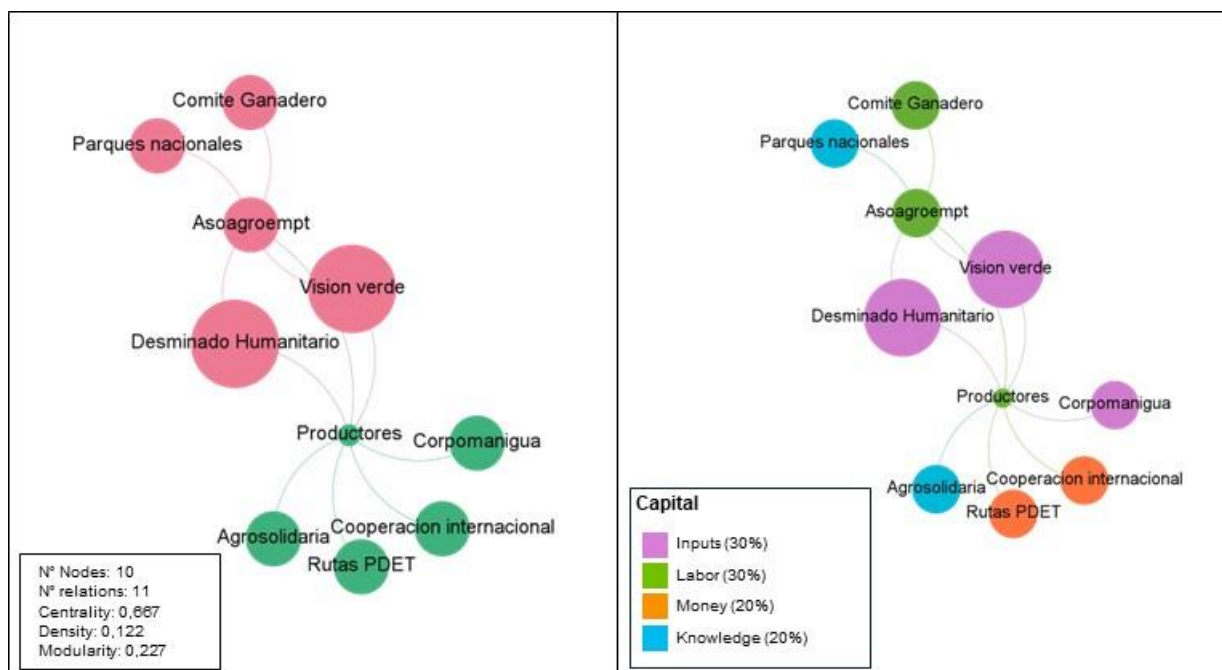 Comite Ganadero
Parques nacionales
Asoagroempt
Vision verde
Desminado Humanitario
Productores
Corpomanigua
Agrosolidaria
Cooperacion internacional
Rutas PDET
N° Nodes: 10
N° relations: 11
Centrality: 0,667
Density: 0,122
Modularity: 0,227
Comite Ganadero
Parques nacionales
Asoagroempt
Vision verde
Desminado Humanitario
Productores
Corpomanigua
Cooperacion internacional
Agrosolidaria
Rutas PDET
Capital
Inputs (30%)
Labor (30%)
Money (20%)
Knowledge (20%)